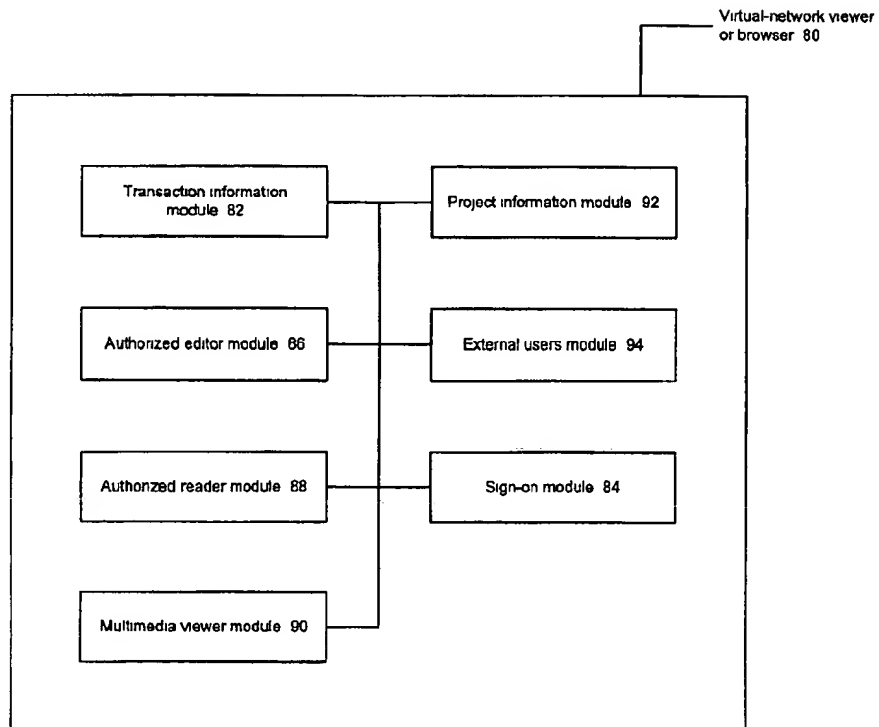 Virtual-network viewer
or browser 80
Transaction information
module 82
Project information module 92
Authorized editor module 86
External users module 94
Authorized reader module 88
Sign-on module 84
Multimedia viewer module 90